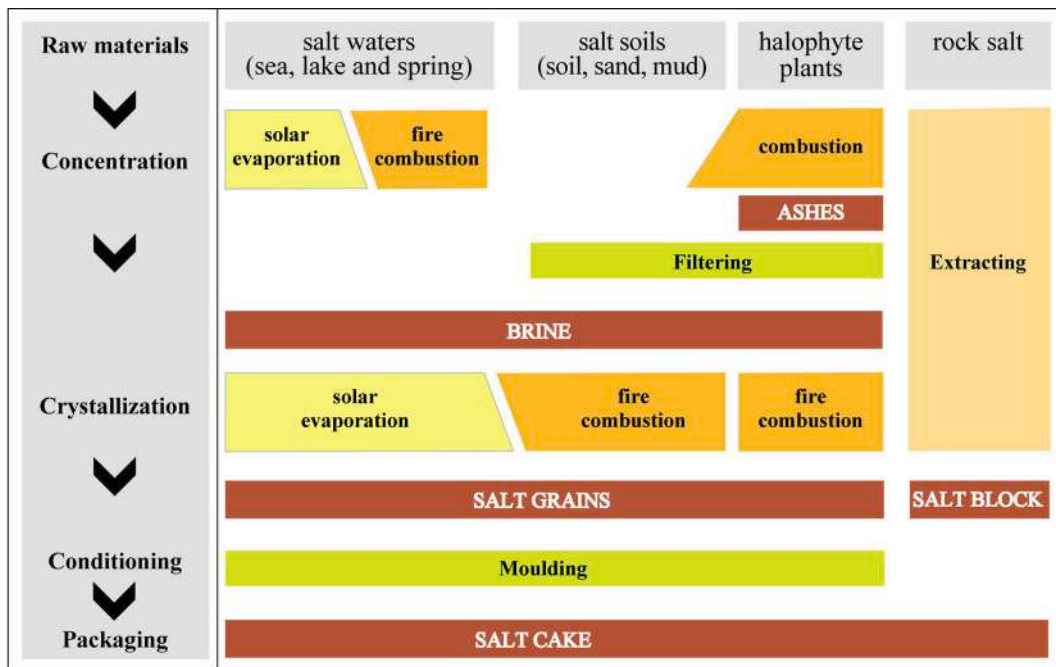 Raw materials
salt waters
(sea, lake and spring)
salt soils
(soil, sand, mud)
halophyte
plants
rock salt
Concentration
solar
evaporation
fire
combustion
combustion
ASHES
Filtering
Extracting
BRINE
Crystallization
solar
evaporation
fire
combustion
fire
combustion
SALT GRAINS
SALT BLOCK
Conditioning
Moulding
Packaging
SALT CAKE